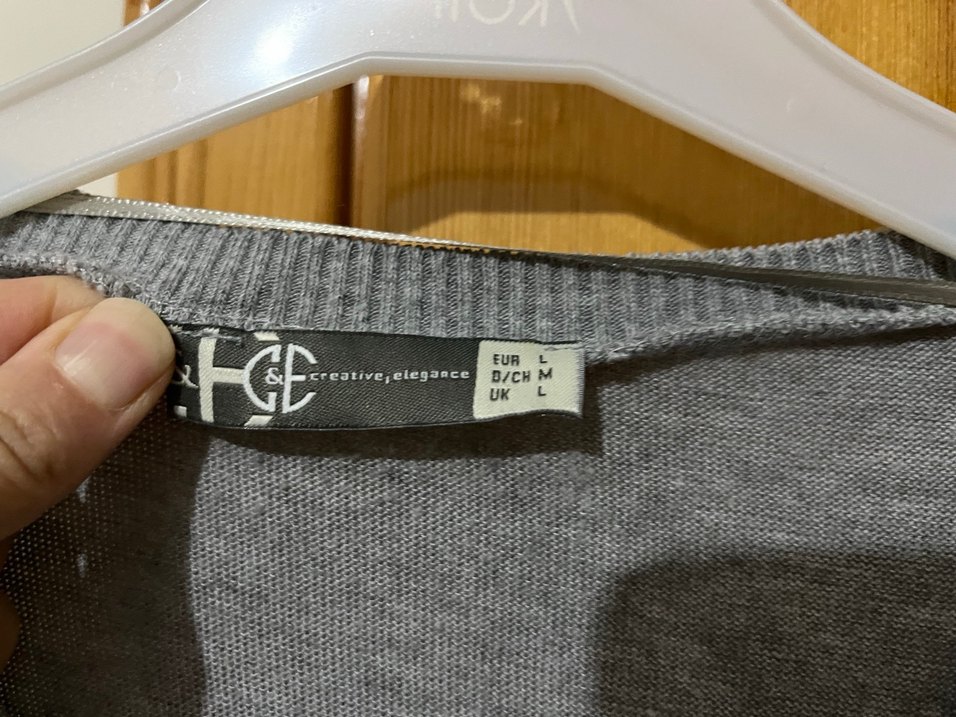 &H
C&E creative, elegance
EUR L
D/CH M
UK L